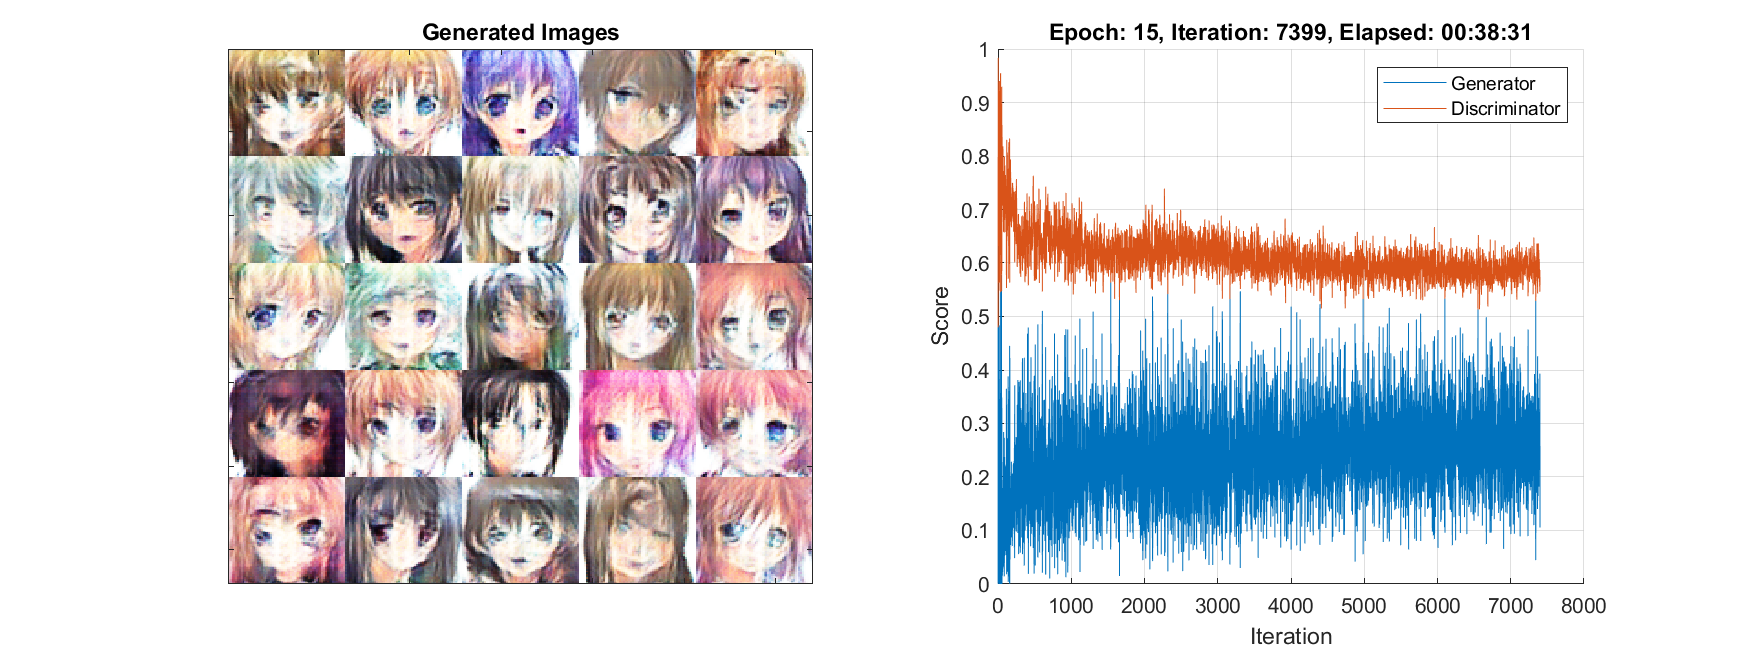 Generated Images
Epoch: 15, Iteration: 7399, Elapsed: 00:38:31
Generator
Discriminator
1
0.9
0.8
0.7
0.6
0.5
0.4
0.3
0.2
0.1
0
Score
0 1000 2000 3000 4000 5000 6000 7000 8000
Iteration